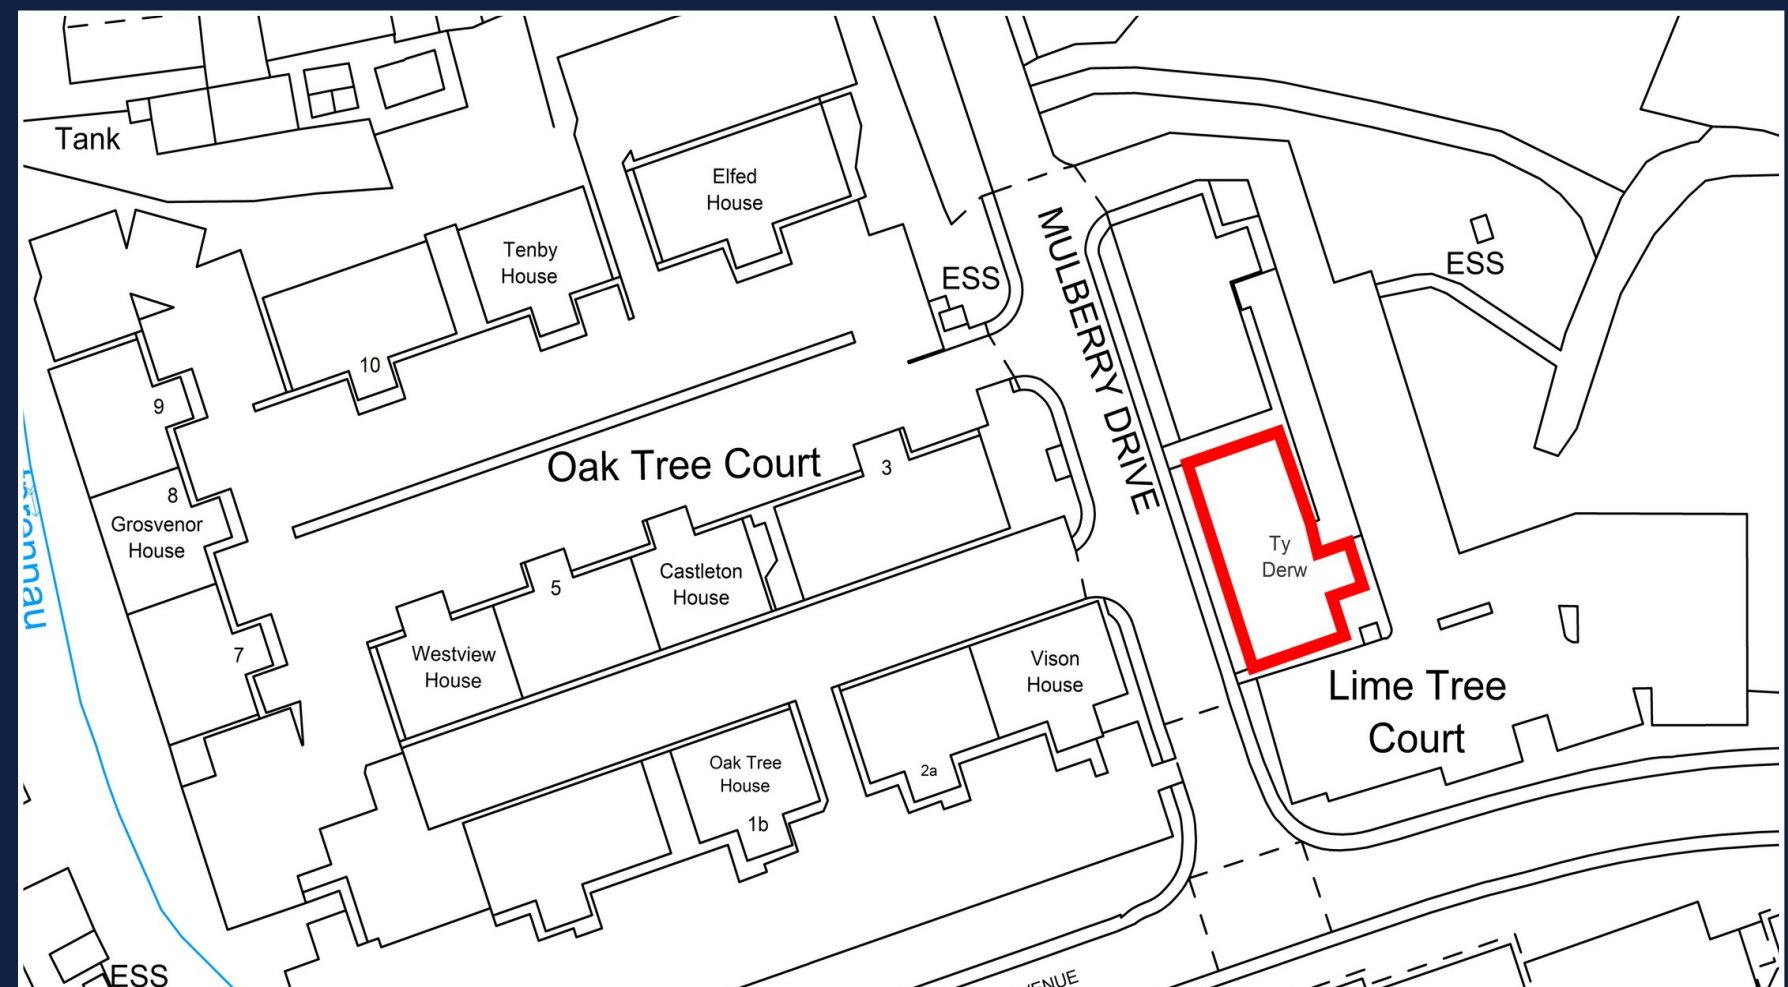 Tank
Elfed
House
Tenby
House
ESS
MULBERRY DRIVE
ESS
10
9
Oak Tree Court
3
8
Grosvenor
House
Ty
Derw
Castleton
House
5
7
Westview
House
Vison
House
Lime Tree
Court
Oak Tree
House
2a
1b
ESS